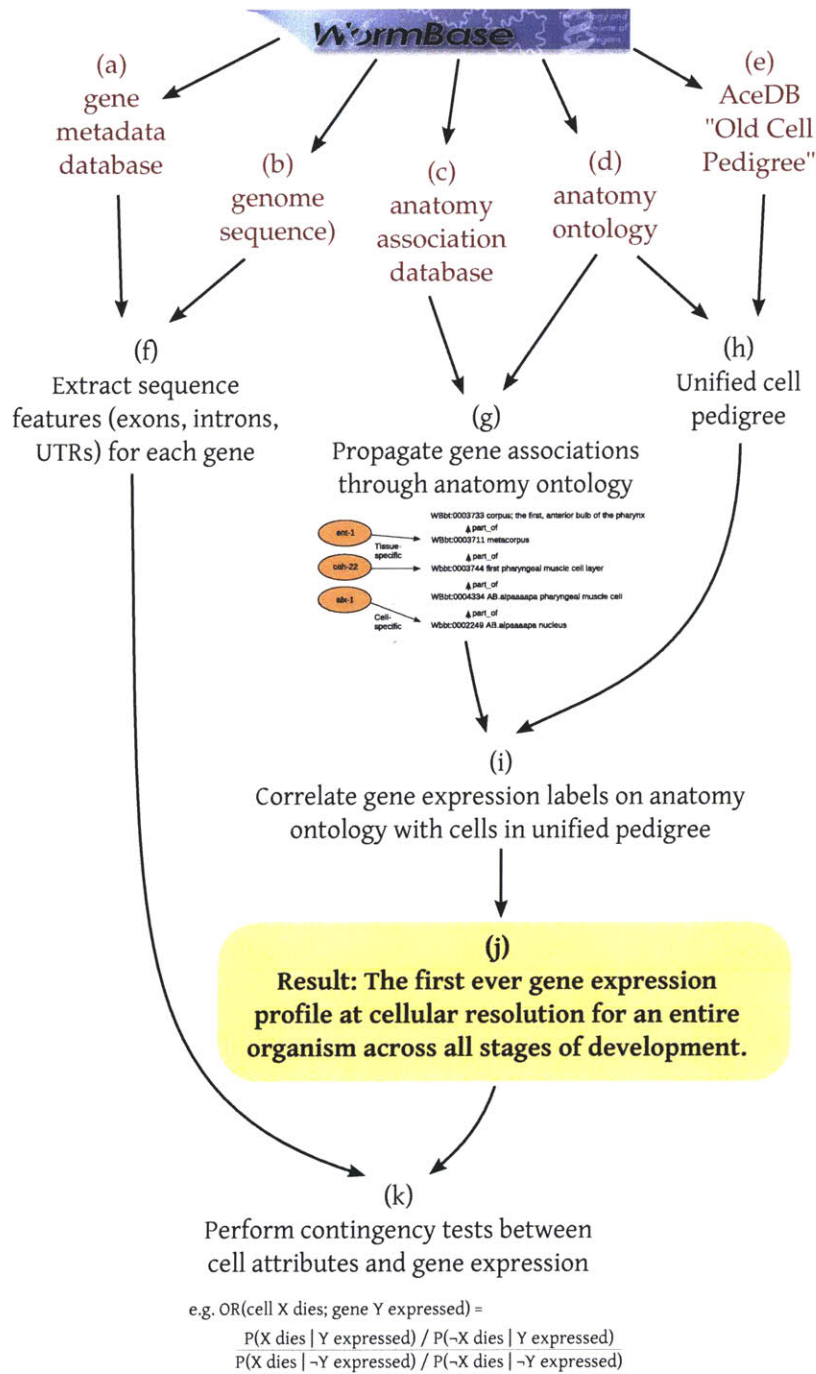 WormBase
(a)
gene
metadata
database
(b)
genome
sequence)
(c)
anatomy
association
database
(d)
anatomy
ontology
(e)
AceDB
"Old Cell
Pedigree"
(f)
Extract sequence
features (exons, introns,
UTRs) for each gene
(g)
Propagate gene associations
through anatomy ontology
(h)
Unified cell
pedigree
WBbt:0003733 corpus; the first, anterior bulb of the pharynx
part_of
WBbt:0003711 metacorpus
Tissue-
specific
part_of
ceh-22
Wbbt:0003744 first pharyngeal muscle cell layer
part_of
WBbt:0004334 AB.alpaaaapa pharyngeal muscle cell
part_of
Cell-
specific
Wbbt:0002249 AB.alpaaaapa nucleus
(i)
Correlate gene expression labels on anatomy
ontology with cells in unified pedigree
(j)
Result: The first ever gene expression
profile at cellular resolution for an entire
organism across all stages of development.
(k)
Perform contingency tests between
cell attributes and gene expression
e.g. OR(cell X dies; gene Y expressed) =
P(X dies | Y expressed) / P(¬X dies | Y expressed)
P(X dies | ¬Y expressed) / P(¬X dies | ¬Y expressed)